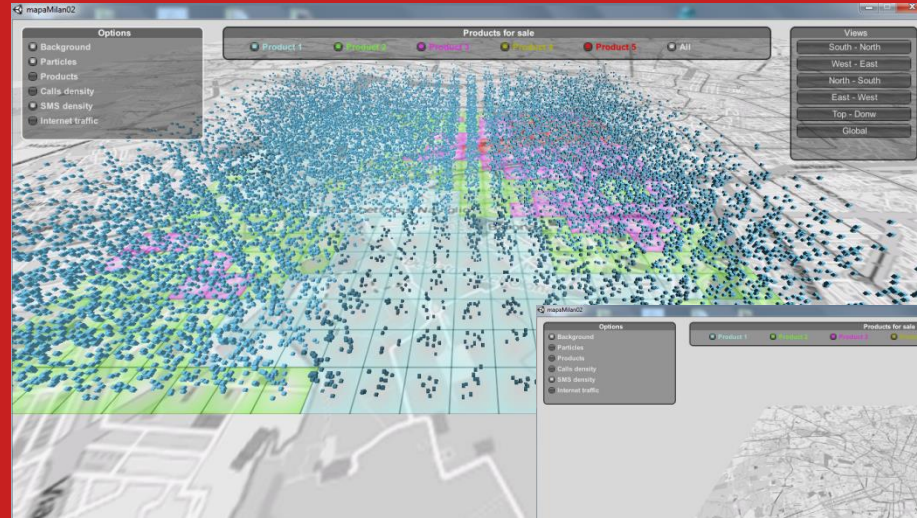 mapaMilan02
Options
Background
Particles
Products
Calls density
SMS density
Internet traffic
Products for sale
Product 1
Product 2
Product 3
Product 4
Product 5
All
Views
South - North
West - East
North - South
East - West
Top - Donw
Global
mapaMilan02
Options
Background
Particles
Products
Calls density
SMS density
Internet traffic
Products for sale
Product 1
Product 2
Product 3